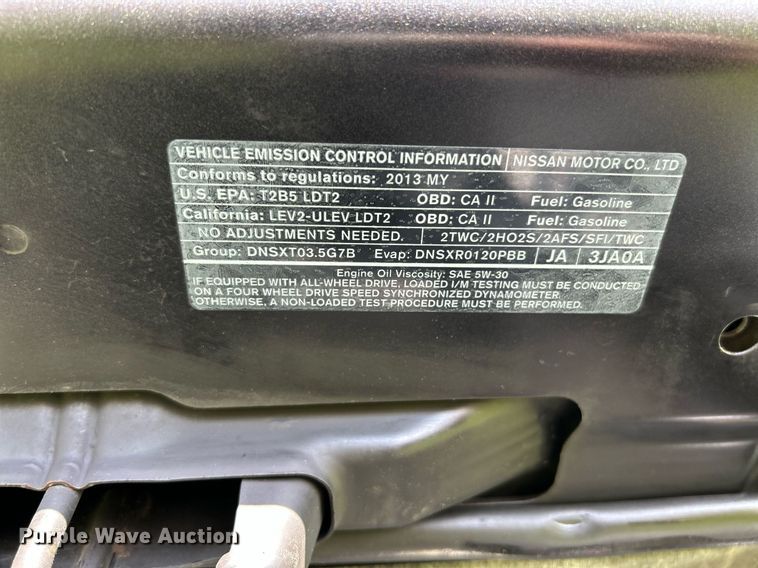 VEHICLE EMISSION CONTROL INFORMATION NISSAN MOTOR CO., LTD
Conforms to regulations: 2013 MY
U.S. EPA: T2B5 LDT2 OBD: CA II Fuel: Gasoline
California: LEV2-ULEV LDT2 OBD: CA II Fuel: Gasoline
NO ADJUSTMENTS NEEDED. 2TWC/2HO2S/2AFS/SFI/TWC
Group: DNSXT03.5G7B Evap: DNSXR0120PBB JA 3JA0A
Engine Oil Viscosity: SAE 5W-30
IF EQUIPPED WITH ALL-WHEEL DRIVE, LOADED I/M TESTING MUST BE CONDUCTED
ON A FOUR WHEEL DRIVE SPEED SYNCHRONIZED DYNAMOMETER.
OTHERWISE, A NON-LOADED TEST PROCEDURE MUST BE PERFORMED.
Purple Wave Auction